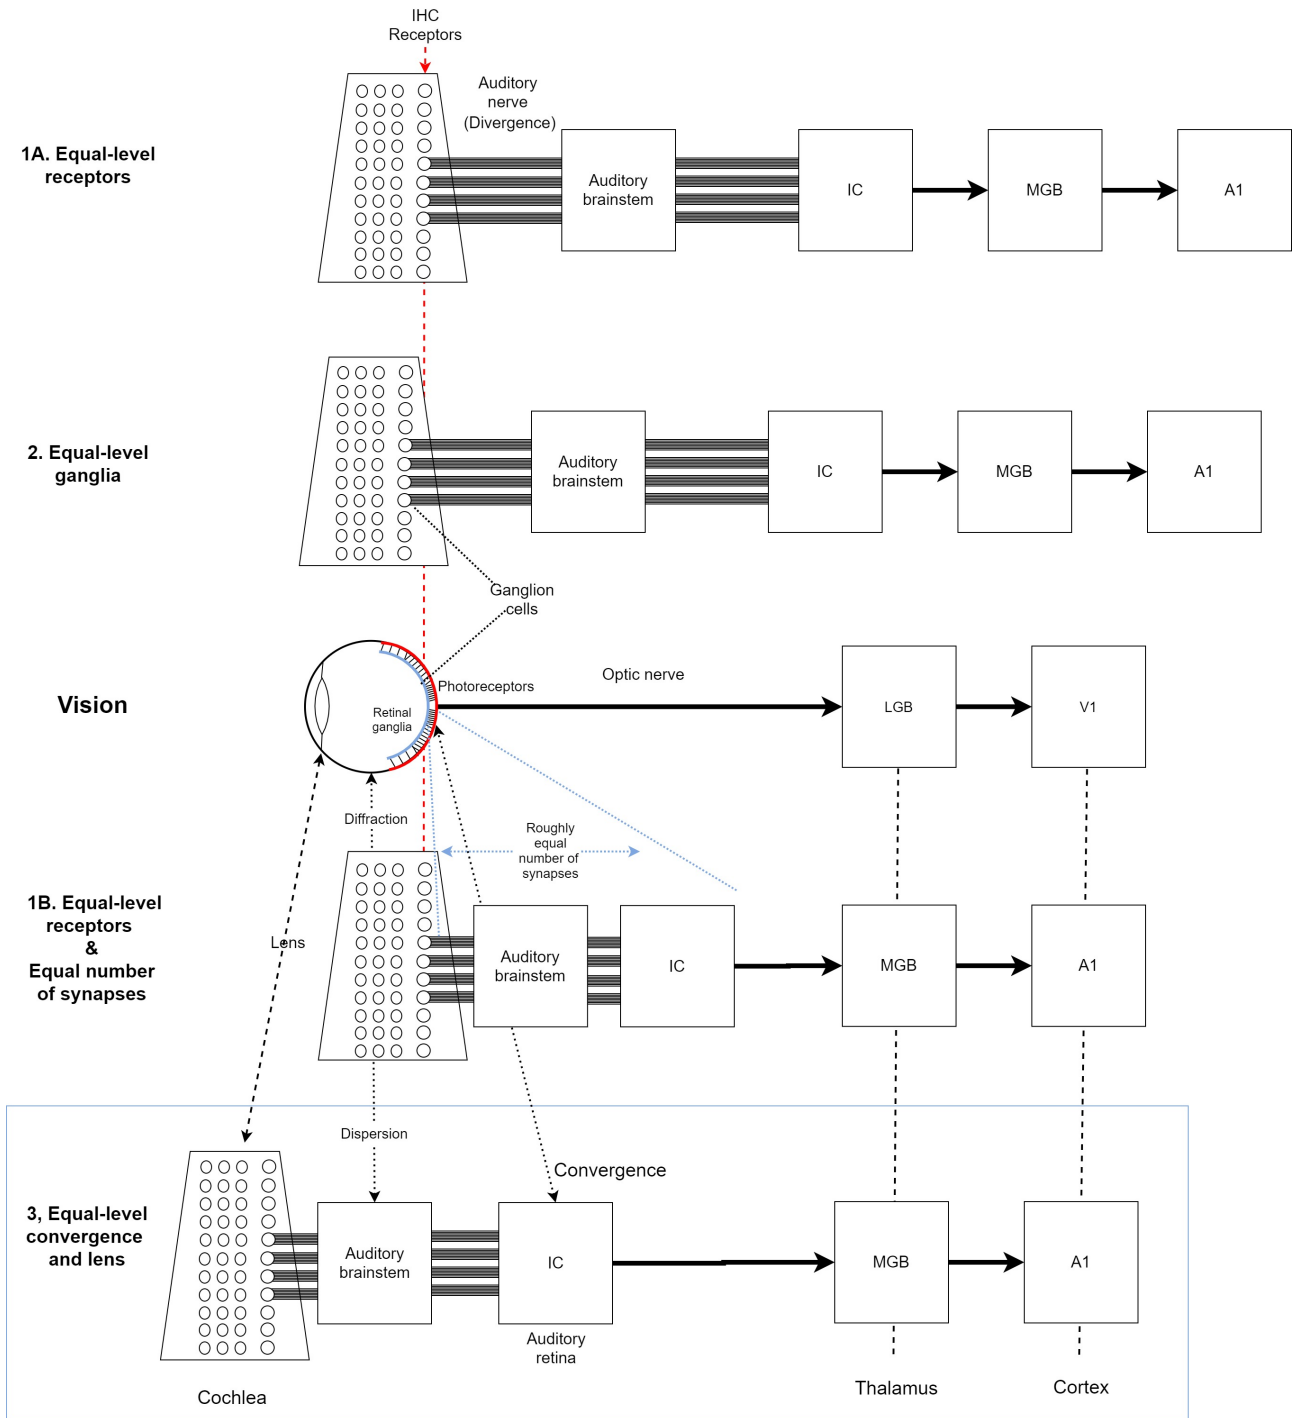 IHC
Receptors
Auditory
nerve
(Divergence)
1A. Equal-level
receptors
Auditory
brainstem
IC
MGB
A1
2. Equal-level
ganglia
Auditory
brainstem
IC
MGB
A1
Ganglion
cells
Vision
Retinal
ganglia
Photoreceptors
Optic nerve
LGB
V1
Diffraction
Roughly
equal
number of
synapses
1B. Equal-level
receptors
&
Equal number
of synapses
Lens
Auditory
brainstem
IC
MGB
A1
Dispersion
Convergence
3, Equal-level
convergence
and lens
Auditory
brainstem
IC
MGB
A1
Auditory
retina
Cochlea
Thalamus
Cortex